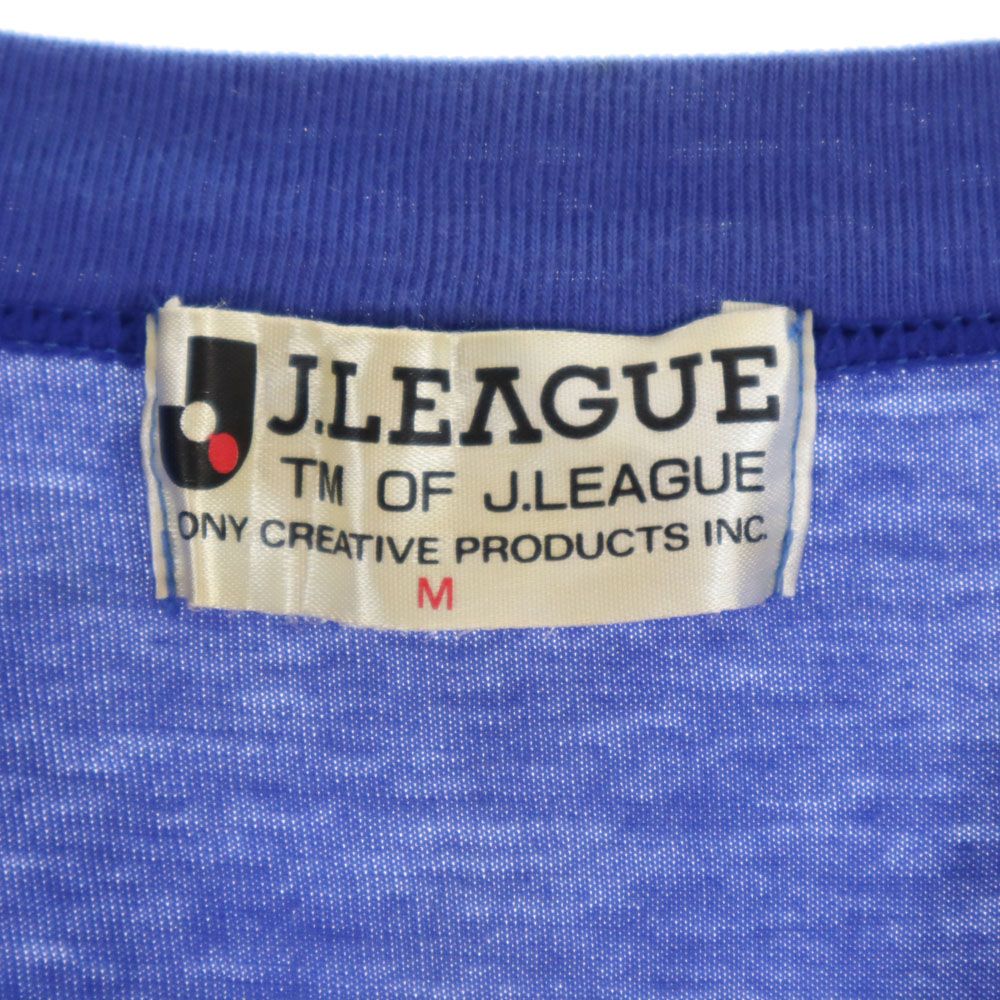 J.LEAGUE
TM OF J.LEAGUE
ONY CREATIVE PRODUCTS INC.
M